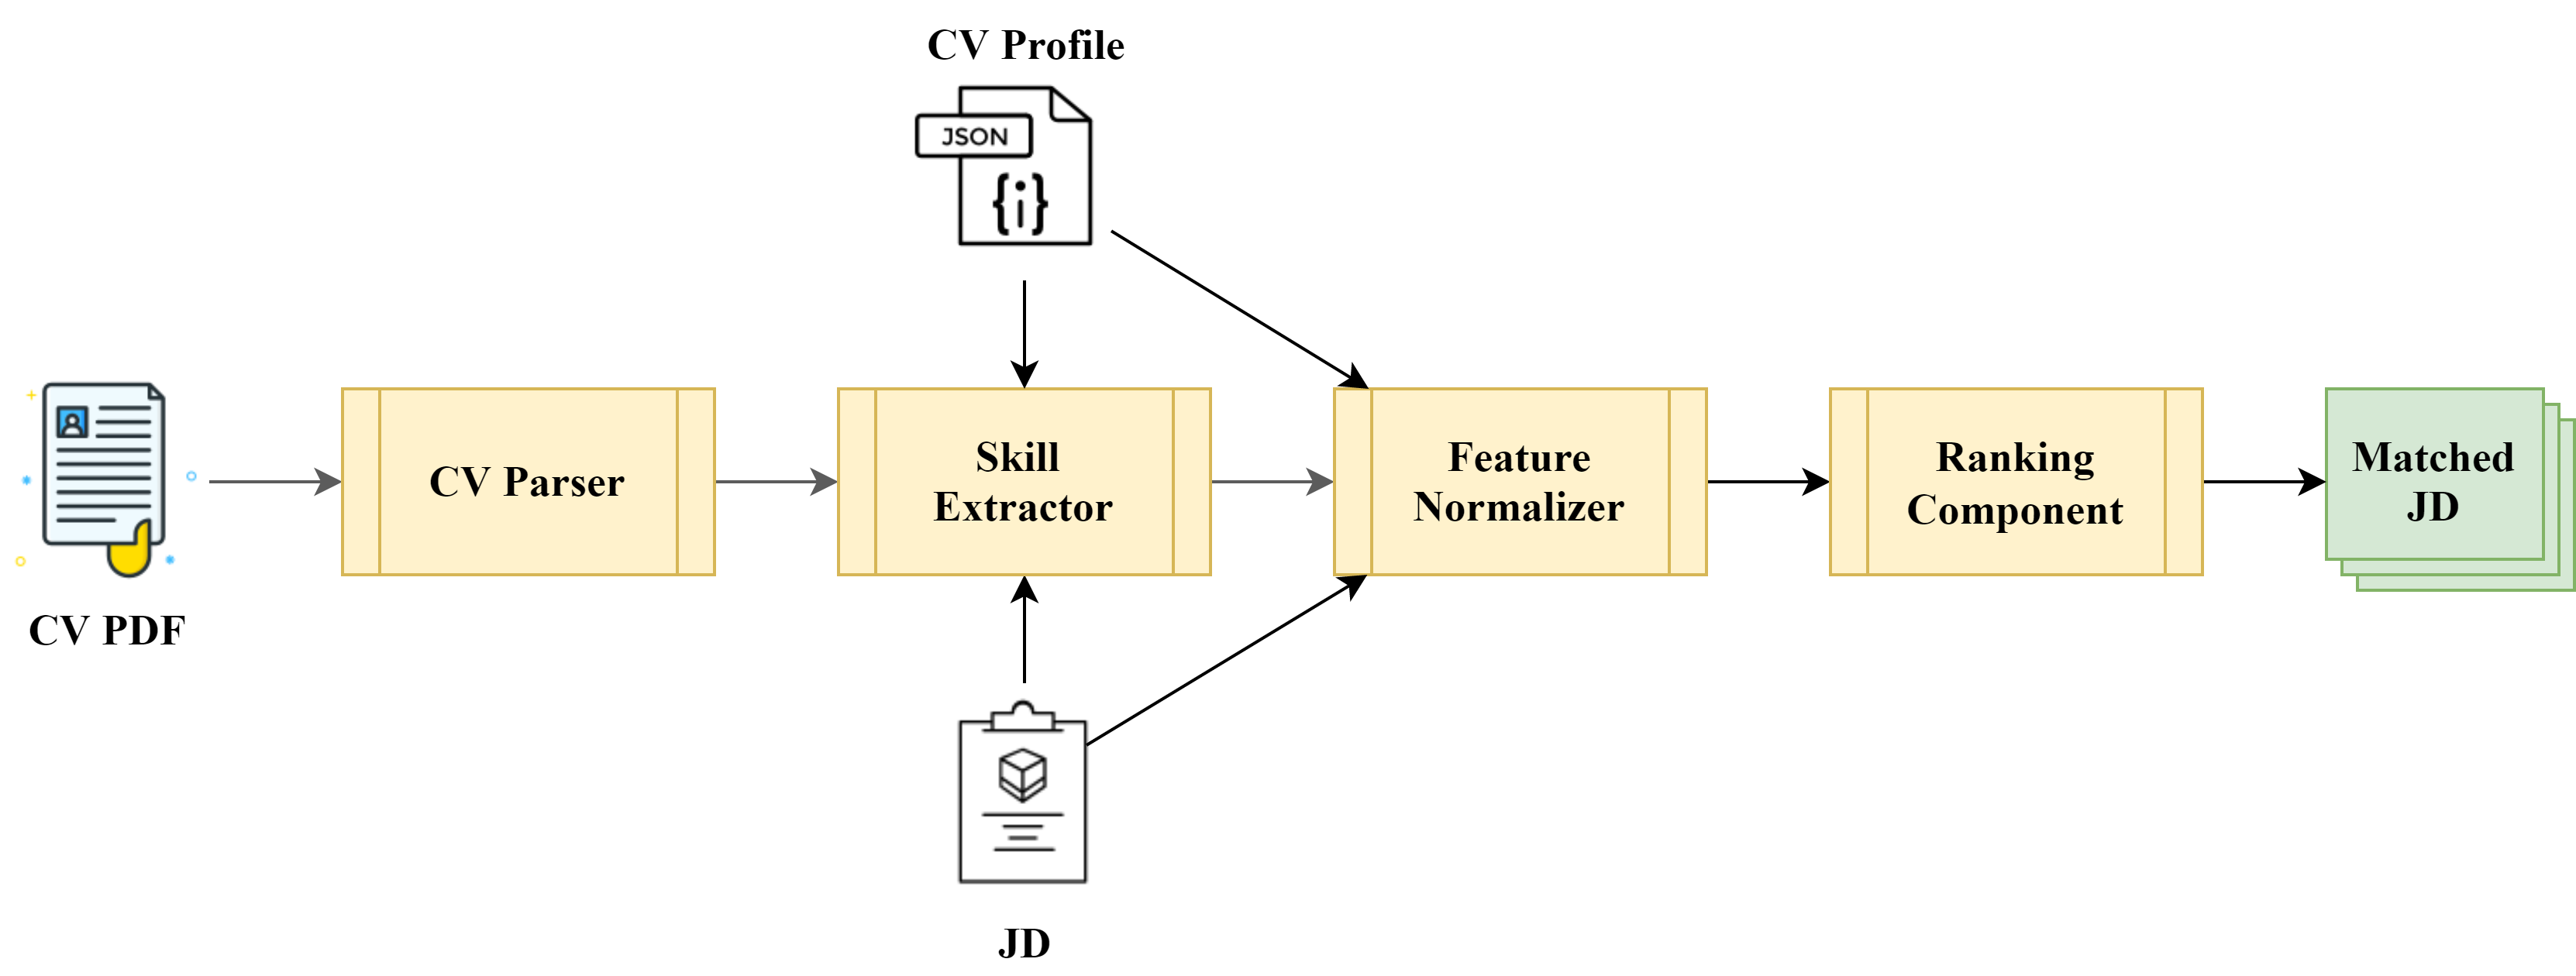 CV Profile
JSON
{i}
CV PDF
CV Parser
Skill
Extractor
Feature
Normalizer
Ranking
Component
Matched
JD
JD